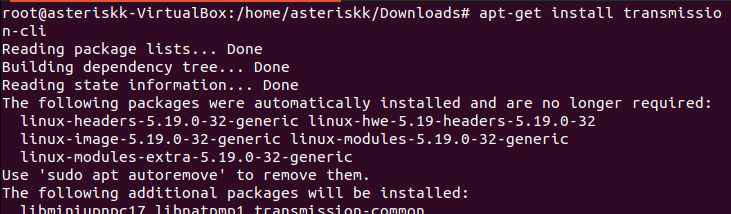 root@asteriskk-VirtualBox:/home/asteriskk/Downloads# apt-get install transmissio
n-cli
Reading package lists... Done
Building dependency tree... Done
Reading state information... Done
The following packages were automatically installed and are no longer required:
  linux-headers-5.19.0-32-generic linux-hwe-5.19-headers-5.19.0-32
  linux-image-5.19.0-32-generic linux-modules-5.19.0-32-generic
  linux-modules-extra-5.19.0-32-generic
Use 'sudo apt autoremove' to remove them.
The following additional packages will be installed:
  libminiupnpc17 libnatpmp1 transmission-common